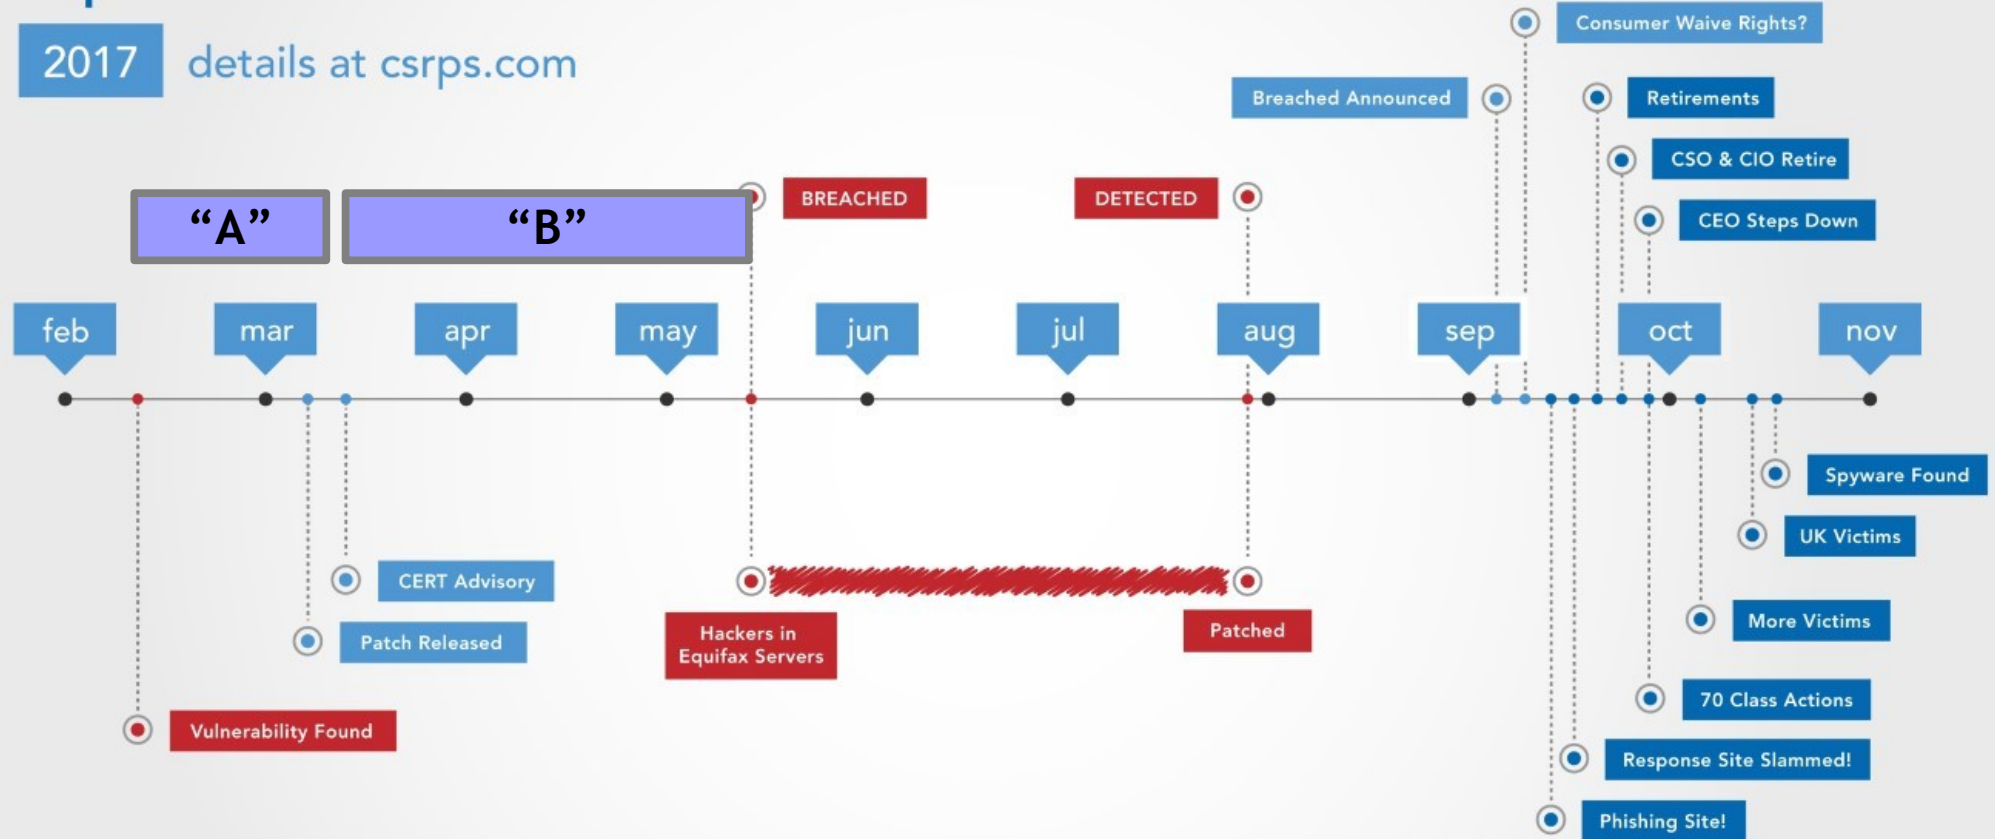 2017 details at csrps.com
Consumer Waive Rights?
Breached Announced
Retirements
CSO & CIO Retire
CEO Steps Down
BREACHED
DETECTED
“A”
“B”
feb
mar
apr
may
jun
jul
aug
sep
oct
nov
Spyware Found
UK Victims
CERT Advisory
Patch Released
Hackers in
Equifax Servers
Patched
More Victims
70 Class Actions
Vulnerability Found
Response Site Slammed!
Phishing Site!